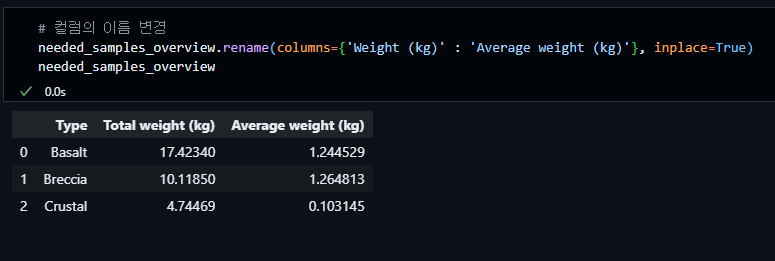 # 컬럼의 이름 변경
needed_samples_overview.rename(columns={'Weight (kg)' : 'Average weight (kg)'}, inplace=True)
needed_samples_overview
0.0s
Type Total weight (kg) Average weight (kg)
0 Basalt 17.42340 1.244529
1 Breccia 10.11850 1.264813
2 Crustal 4.74469 0.103145